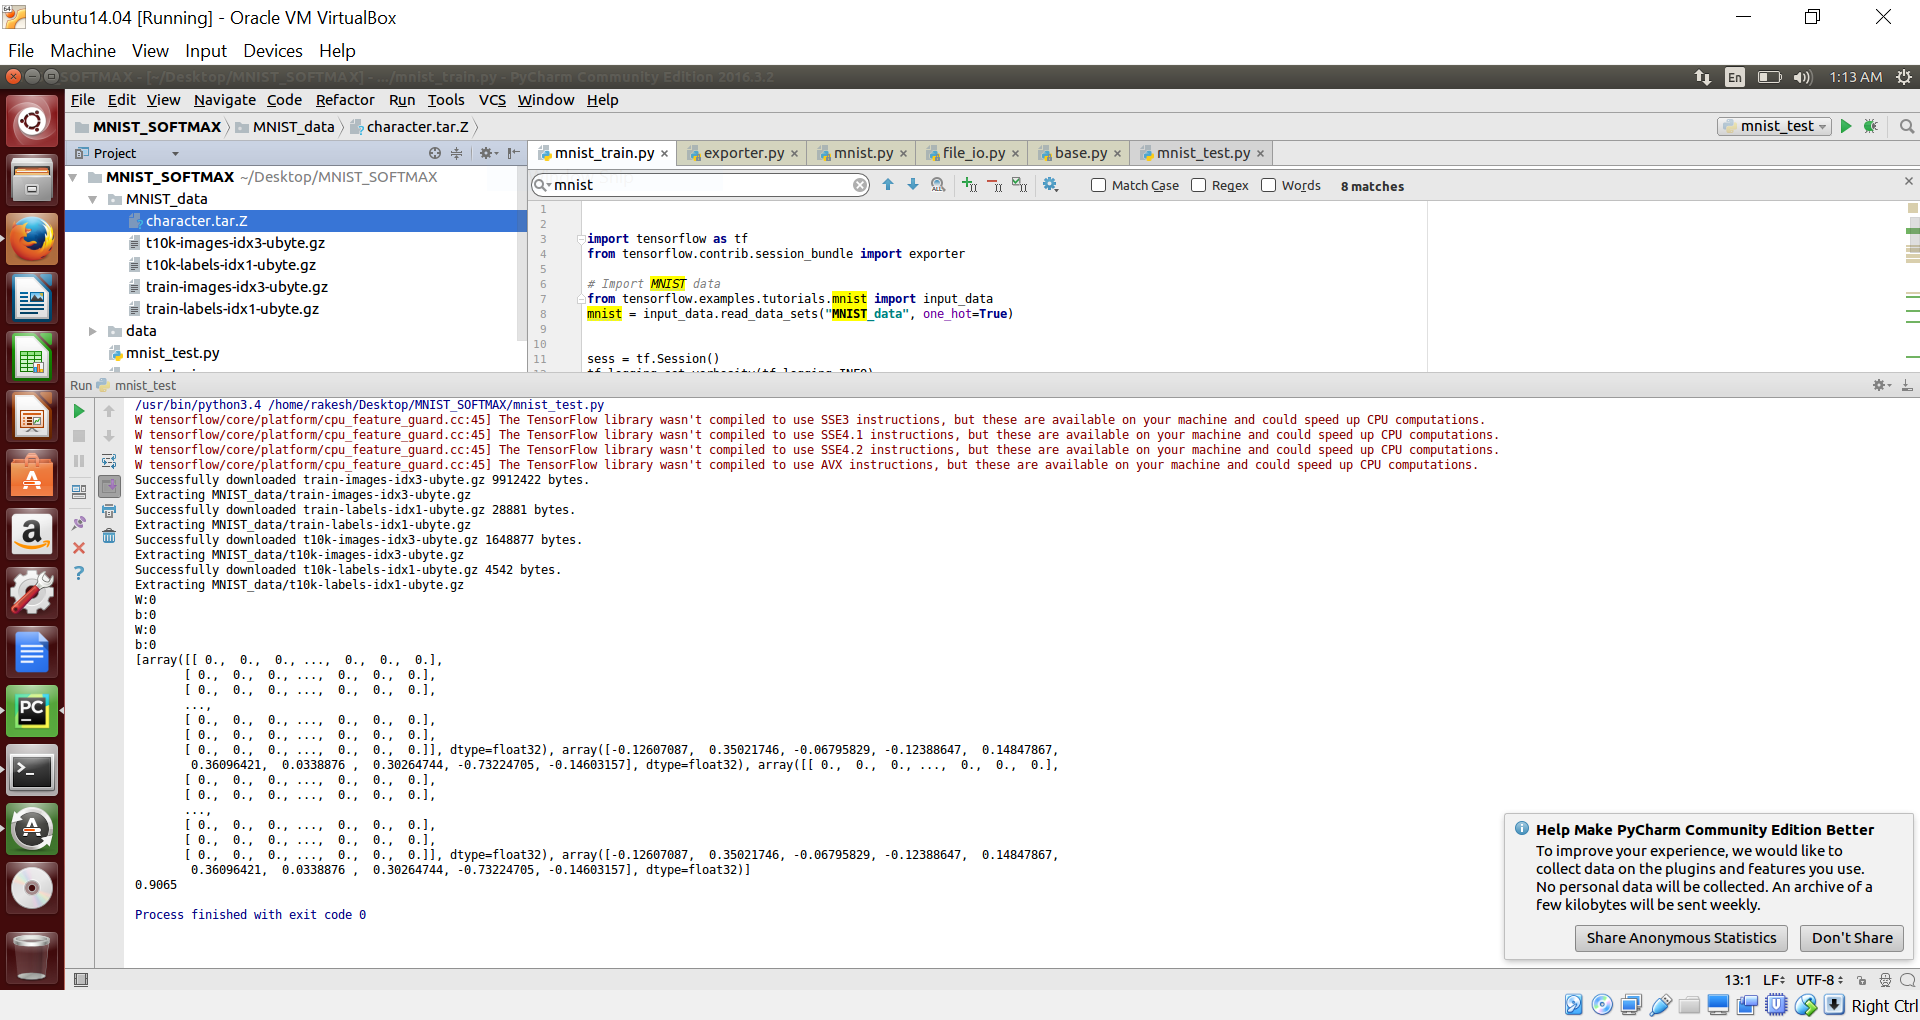 ubuntu14.04 [Running] - Oracle VM VirtualBox
File Machine View Input Devices Help
SOFTMAX - [~/Desktop/MNIST_SOFTMAX] - .../mnist_train.py - PyCharm Community Edition 2016.3.2
En 1:13 AM
File Edit View Navigate Code Refactor Run Tools VCS Window Help
MNIST_SOFTMAX MNIST_data character.tar.Z
mnist_test
Project
mnist_train.py exporter.py mnist.py file_io.py base.py mnist_test.py
MNIST_SOFTMAX ~/Desktop/MNIST_SOFTMAX
MNIST_data
character.tar.Z
t10k-images-idx3-ubyte.gz
t10k-labels-idx1-ubyte.gz
train-images-idx3-ubyte.gz
train-labels-idx1-ubyte.gz
data
mnist_test.py
mnist Match Case Regex Words 8 matches
1
2
3 import tensorflow as tf
4 from tensorflow.contrib.session_bundle import exporter
5
6 # Import MNIST data
7 from tensorflow.examples.tutorials.mnist import input_data
8 mnist = input_data.read_data_sets("MNIST_data", one_hot=True)
9
10
11 sess = tf.Session()
Run mnist_test
/usr/bin/python3.4 /home/rakesh/Desktop/MNIST_SOFTMAX/mnist_test.py
W tensorflow/core/platform/cpu_feature_guard.cc:45] The TensorFlow library wasn't compiled to use SSE3 instructions, but these are available on your machine and could speed up CPU computations.
W tensorflow/core/platform/cpu_feature_guard.cc:45] The TensorFlow library wasn't compiled to use SSE4.1 instructions, but these are available on your machine and could speed up CPU computations.
W tensorflow/core/platform/cpu_feature_guard.cc:45] The TensorFlow library wasn't compiled to use SSE4.2 instructions, but these are available on your machine and could speed up CPU computations.
W tensorflow/core/platform/cpu_feature_guard.cc:45] The TensorFlow library wasn't compiled to use AVX instructions, but these are available on your machine and could speed up CPU computations.
Successfully downloaded train-images-idx3-ubyte.gz 9912422 bytes.
Extracting MNIST_data/train-images-idx3-ubyte.gz
Successfully downloaded train-labels-idx1-ubyte.gz 28881 bytes.
Extracting MNIST_data/train-labels-idx1-ubyte.gz
Successfully downloaded t10k-images-idx3-ubyte.gz 1648877 bytes.
Extracting MNIST_data/t10k-images-idx3-ubyte.gz
Successfully downloaded t10k-labels-idx1-ubyte.gz 4542 bytes.
Extracting MNIST_data/t10k-labels-idx1-ubyte.gz
W:0
b:0
W:0
b:0
[array([[ 0., 0., 0., ..., 0., 0., 0.],
[ 0., 0., 0., ..., 0., 0., 0.],
[ 0., 0., 0., ..., 0., 0., 0.],
...,
[ 0., 0., 0., ..., 0., 0., 0.],
[ 0., 0., 0., ..., 0., 0., 0.],
[ 0., 0., 0., ..., 0., 0., 0.]], dtype=float32), array([-0.12607087, 0.35021746, -0.06795829, -0.12388647, 0.14847867,
0.36096421, 0.0338876 , 0.30264744, -0.73224705, -0.14603157], dtype=float32), array([[ 0., 0., 0., ..., 0., 0., 0.],
[ 0., 0., 0., ..., 0., 0., 0.],
[ 0., 0., 0., ..., 0., 0., 0.],
...,
[ 0., 0., 0., ..., 0., 0., 0.],
[ 0., 0., 0., ..., 0., 0., 0.],
[ 0., 0., 0., ..., 0., 0., 0.]], dtype=float32), array([-0.12607087, 0.35021746, -0.06795829, -0.12388647, 0.14847867,
0.36096421, 0.0338876 , 0.30264744, -0.73224705, -0.14603157], dtype=float32)]
0.9065
Process finished with exit code 0
Help Make PyCharm Community Edition Better
To improve your experience, we would like to
collect data on the plugins and features you use.
No personal data will be collected. An archive of a
few kilobytes will be sent weekly.
Share Anonymous Statistics Don't Share
13:1 LF UTF-8
Right Ctrl